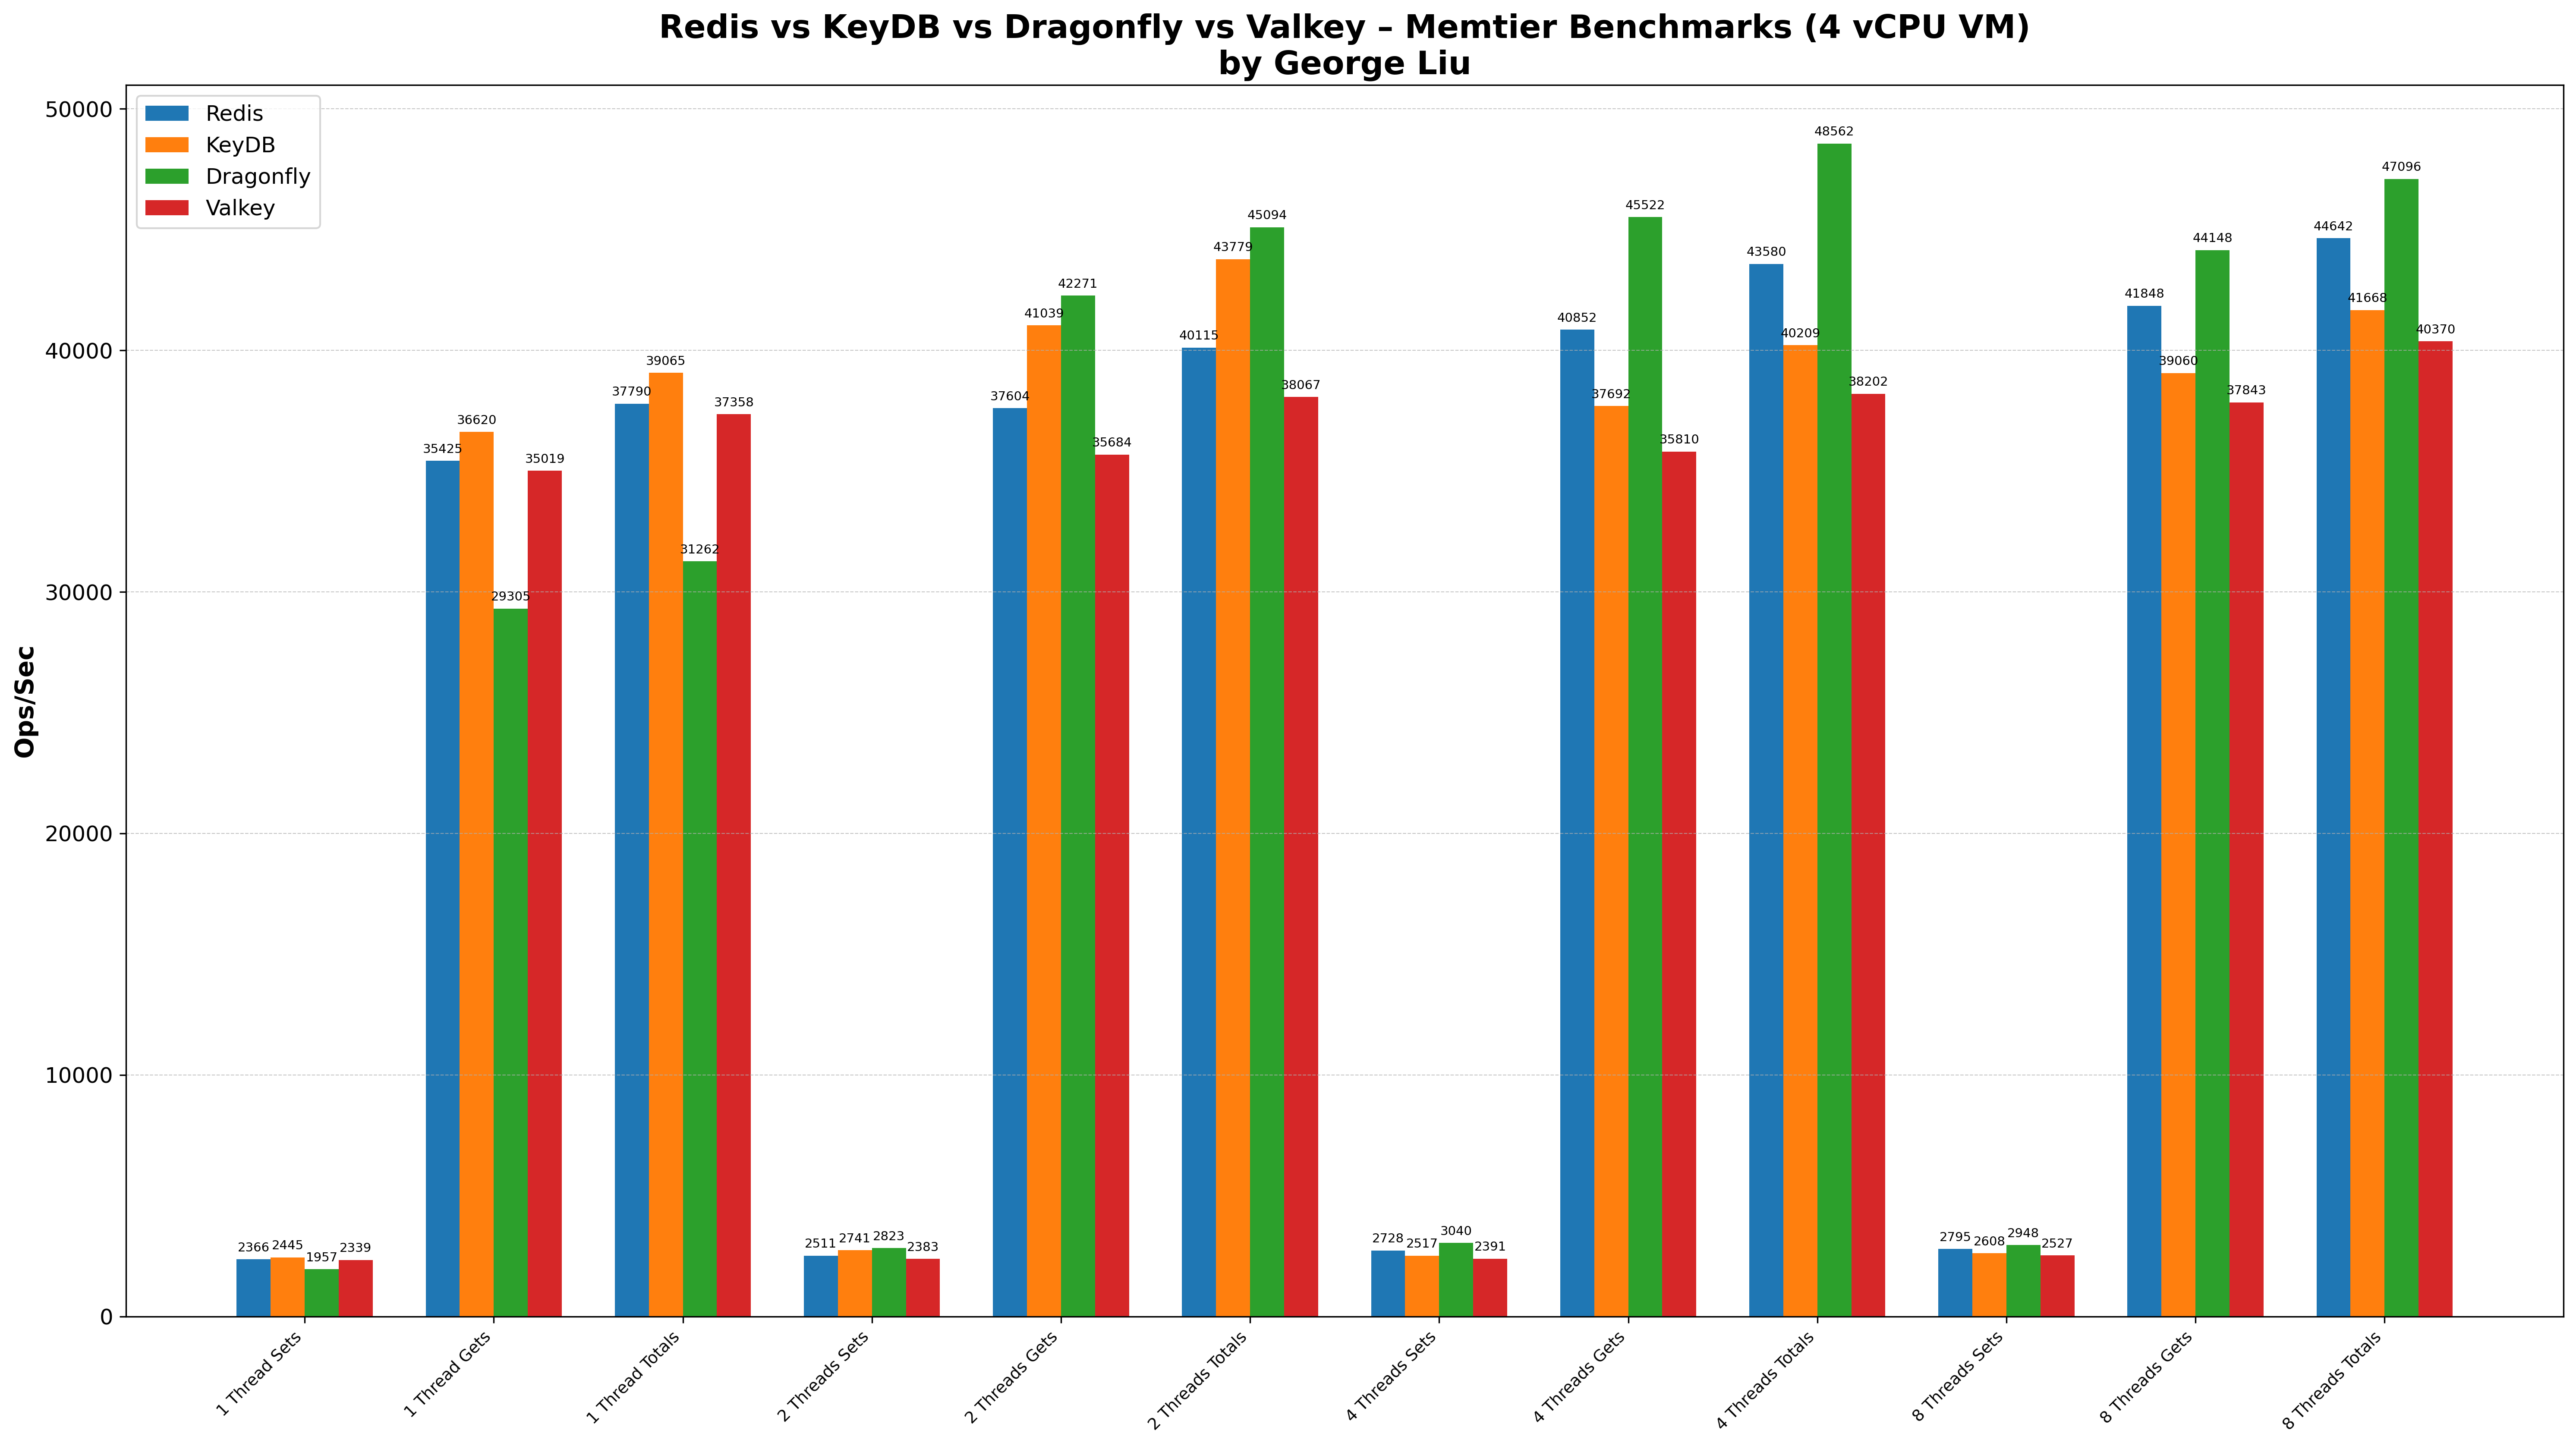 Redis vs KeyDB vs Dragonfly vs Valkey – Memtier Benchmarks (4 vCPU VM)
by George Liu
Redis
KeyDB
Dragonfly
Valkey
Ops/Sec
50000
40000
30000
20000
10000
0
2366 2445 1957 2339
35425 36620 29305 35019
37790 39065 31262 37358
2511 2741 2823 2383
37604 41039 42271 35684
40115 43779 45094 38067
2728 2517 3040 2391
40852 37692 45522 35810
43580 40209 48562 38202
2795 2608 2948 2527
41848 39060 44148 37843
44642 41668 47096 40370
1 Thread Sets
1 Thread Gets
1 Thread Totals
2 Threads Sets
2 Threads Gets
2 Threads Totals
4 Threads Sets
4 Threads Gets
4 Threads Totals
8 Threads Sets
8 Threads Gets
8 Threads Totals